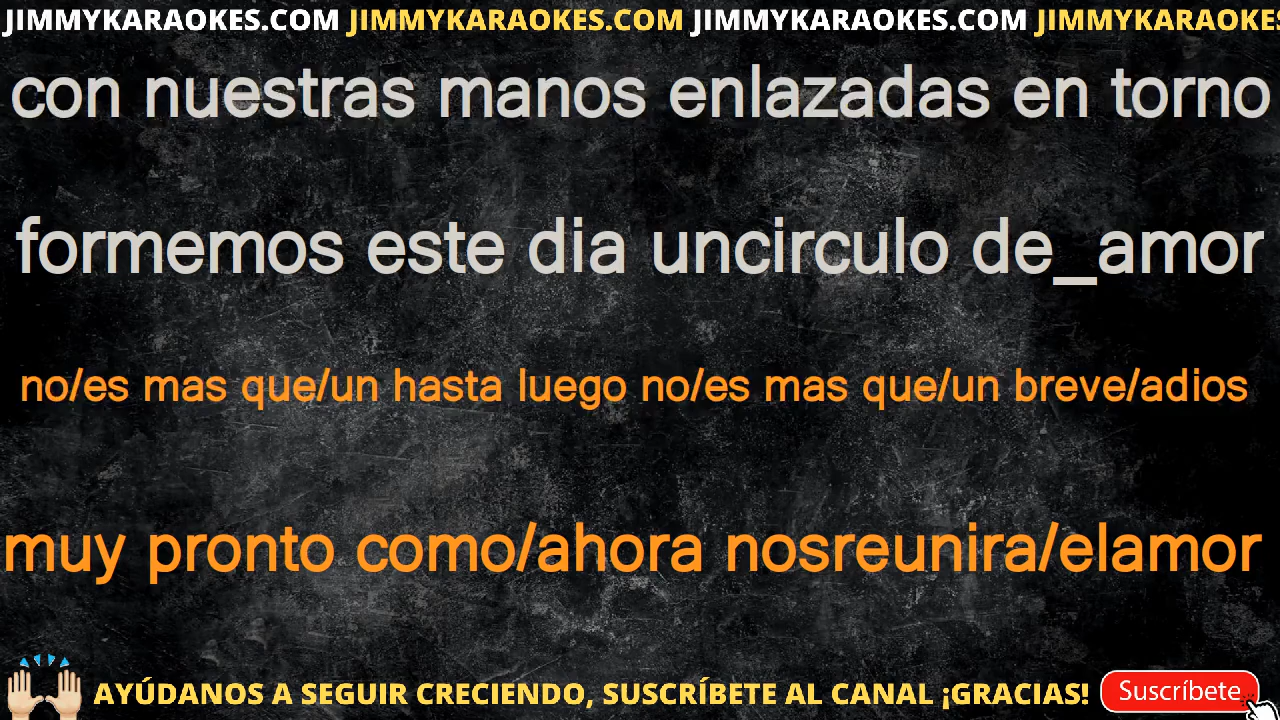 JIMMYKARAOKES.COM JIMMYKARAOKES.COM JIMMYKARAOKES.COM JIMMYKARAOKES
con nuestras manos enlazadas en torno
formemos este dia uncirculo de_amor
no/es mas que/un hasta luego no/es mas que/un breve/adios
muy pronto como/ahora nosreunira/elamor
AYÚDANOS A SEGUIR CRECIENDO, SUSCRÍBETE AL CANAL ¡GRACIAS! Suscríbete